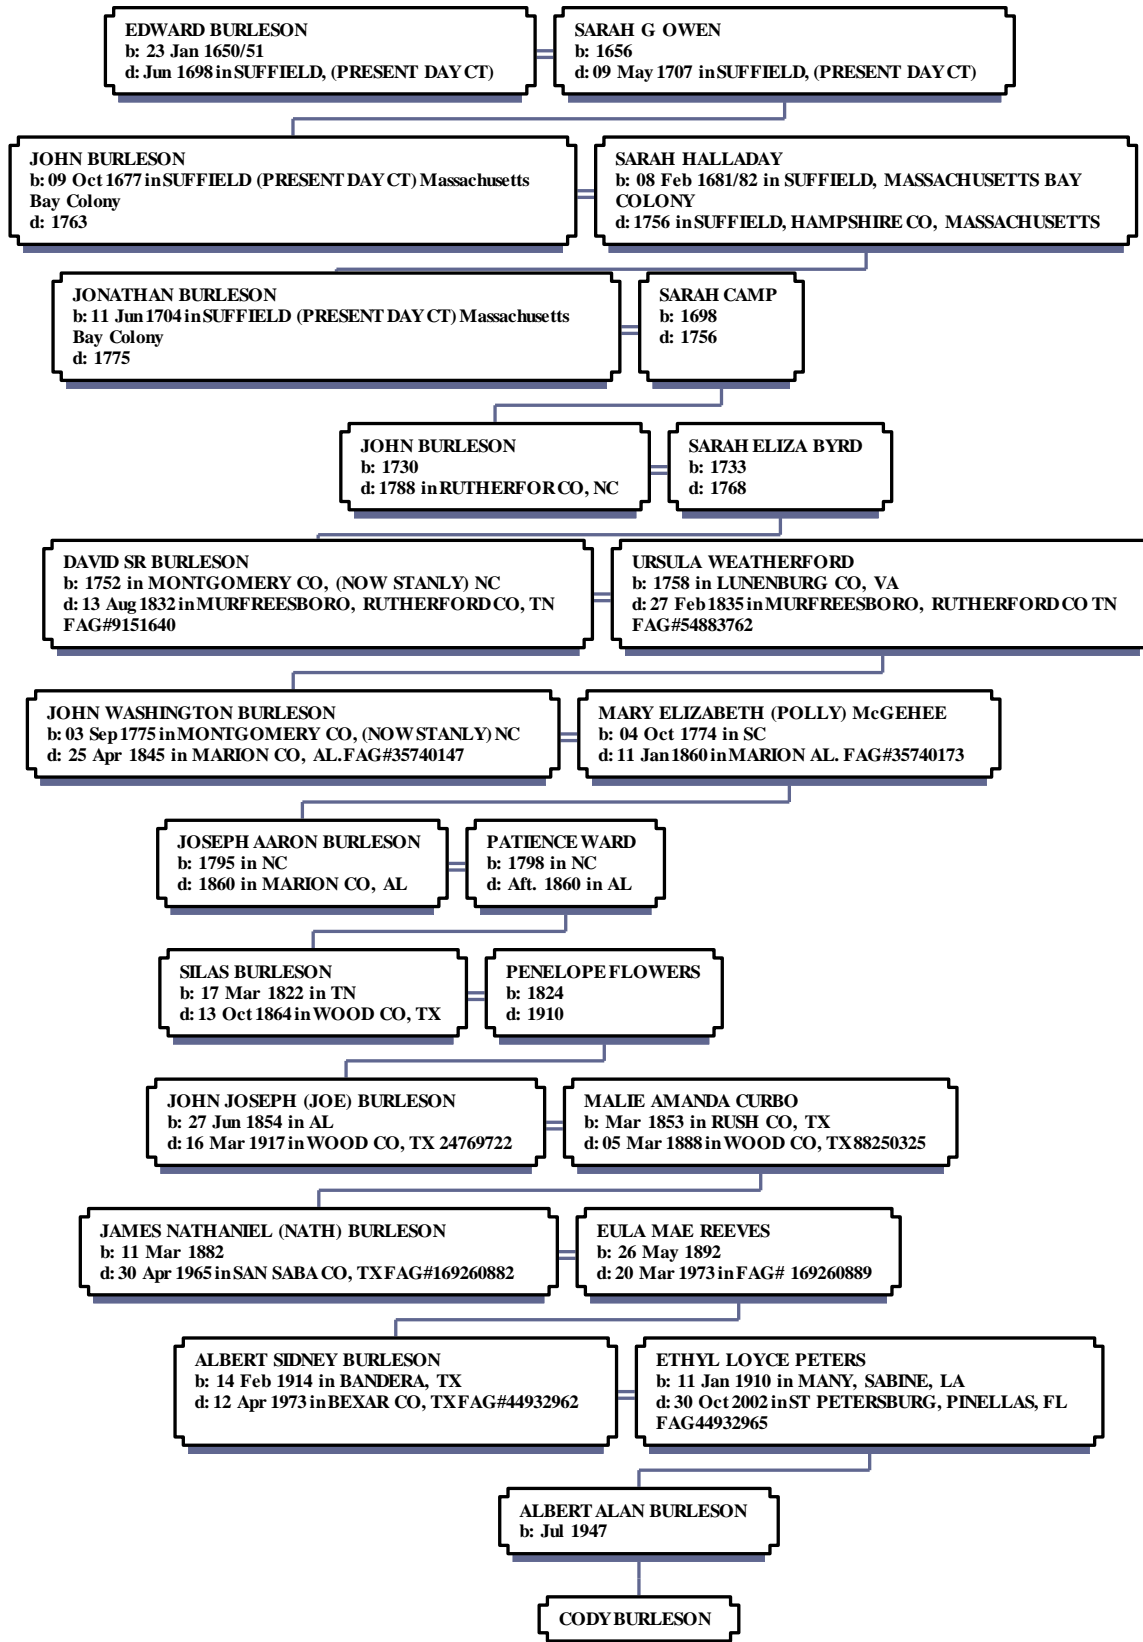 EDWARD BURLESON
b: 23 Jan 1650/51
d: Jun 1698 in SUFFIELD, (PRESENT DAY CT)
SARAH G OWEN
b: 1656
d: 09 May 1707 in SUFFIELD, (PRESENT DAY CT)
JOHN BURLESON
b: 09 Oct 1677 in SUFFIELD (PRESENT DAY CT) Massachusetts
Bay Colony
d: 1763
SARAH HALLADAY
b: 08 Feb 1681/82 in SUFFIELD, MASSACHUSETTS BAY
COLONY
d: 1756 in SUFFIELD, HAMPSHIRE CO, MASSACHUSETTS
JONATHAN BURLESON
b: 11 Jun 1704 in SUFFIELD (PRESENT DAY CT) Massachusetts
Bay Colony
d: 1775
SARAH CAMP
b: 1698
d: 1756
JOHN BURLESON
b: 1730
d: 1788 in RUTHERFOR CO, NC
SARAH ELIZA BYRD
b: 1733
d: 1768
DAVID SR BURLESON
b: 1752 in MONTGOMERY CO, (NOW STANLY) NC
d: 13 Aug 1832 in MURFREESBORO, RUTHERFORD CO, TN
FAG#9151640
URSULA WEATHERFORD
b: 1758 in LUNENBURG CO, VA
d: 27 Feb 1835 in MURFREESBORO, RUTHERFORD CO TN
FAG#54883762
JOHN WASHINGTON BURLESON
b: 03 Sep 1775 in MONTGOMERY CO, (NOW STANLY) NC
d: 25 Apr 1845 in MARION CO, AL. FAG#35740147
MARY ELIZABETH (POLLY) McGEHEE
b: 04 Oct 1774 in SC
d: 11 Jan 1860 in MARION AL. FAG#35740173
JOSEPH AARON BURLESON
b: 1795 in NC
d: 1860 in MARION CO, AL
PATIENCE WARD
b: 1798 in NC
d: Aft. 1860 in AL
SILAS BURLESON
b: 17 Mar 1822 in TN
d: 13 Oct 1864 in WOOD CO, TX
PENELOPE FLOWERS
b: 1824
d: 1910
JOHN JOSEPH (JOE) BURLESON
b: 27 Jun 1854 in AL
d: 16 Mar 1917 in WOOD CO, TX 24769722
MALIE AMANDA CURBO
b: Mar 1853 in RUSH CO, TX
d: 05 Mar 1888 in WOOD CO, TX 88250325
JAMES NATHANIEL (NATH) BURLESON
b: 11 Mar 1882
d: 30 Apr 1965 in SAN SABA CO, TX FAG#169260882
EULA MAE REEVES
b: 26 May 1892
d: 20 Mar 1973 in FAG# 169260889
ALBERT SIDNEY BURLESON
b: 14 Feb 1914 in BANDERA, TX
d: 12 Apr 1973 in BEXAR CO, TX FAG#44932962
ETHYL LOYCE PETERS
b: 11 Jan 1910 in MANY, SABINE, LA
d: 30 Oct 2002 in ST PETERSBURG, PINELLAS, FL
FAG44932965
ALBERT ALAN BURLESON
b: Jul 1947
CODY BURLESON